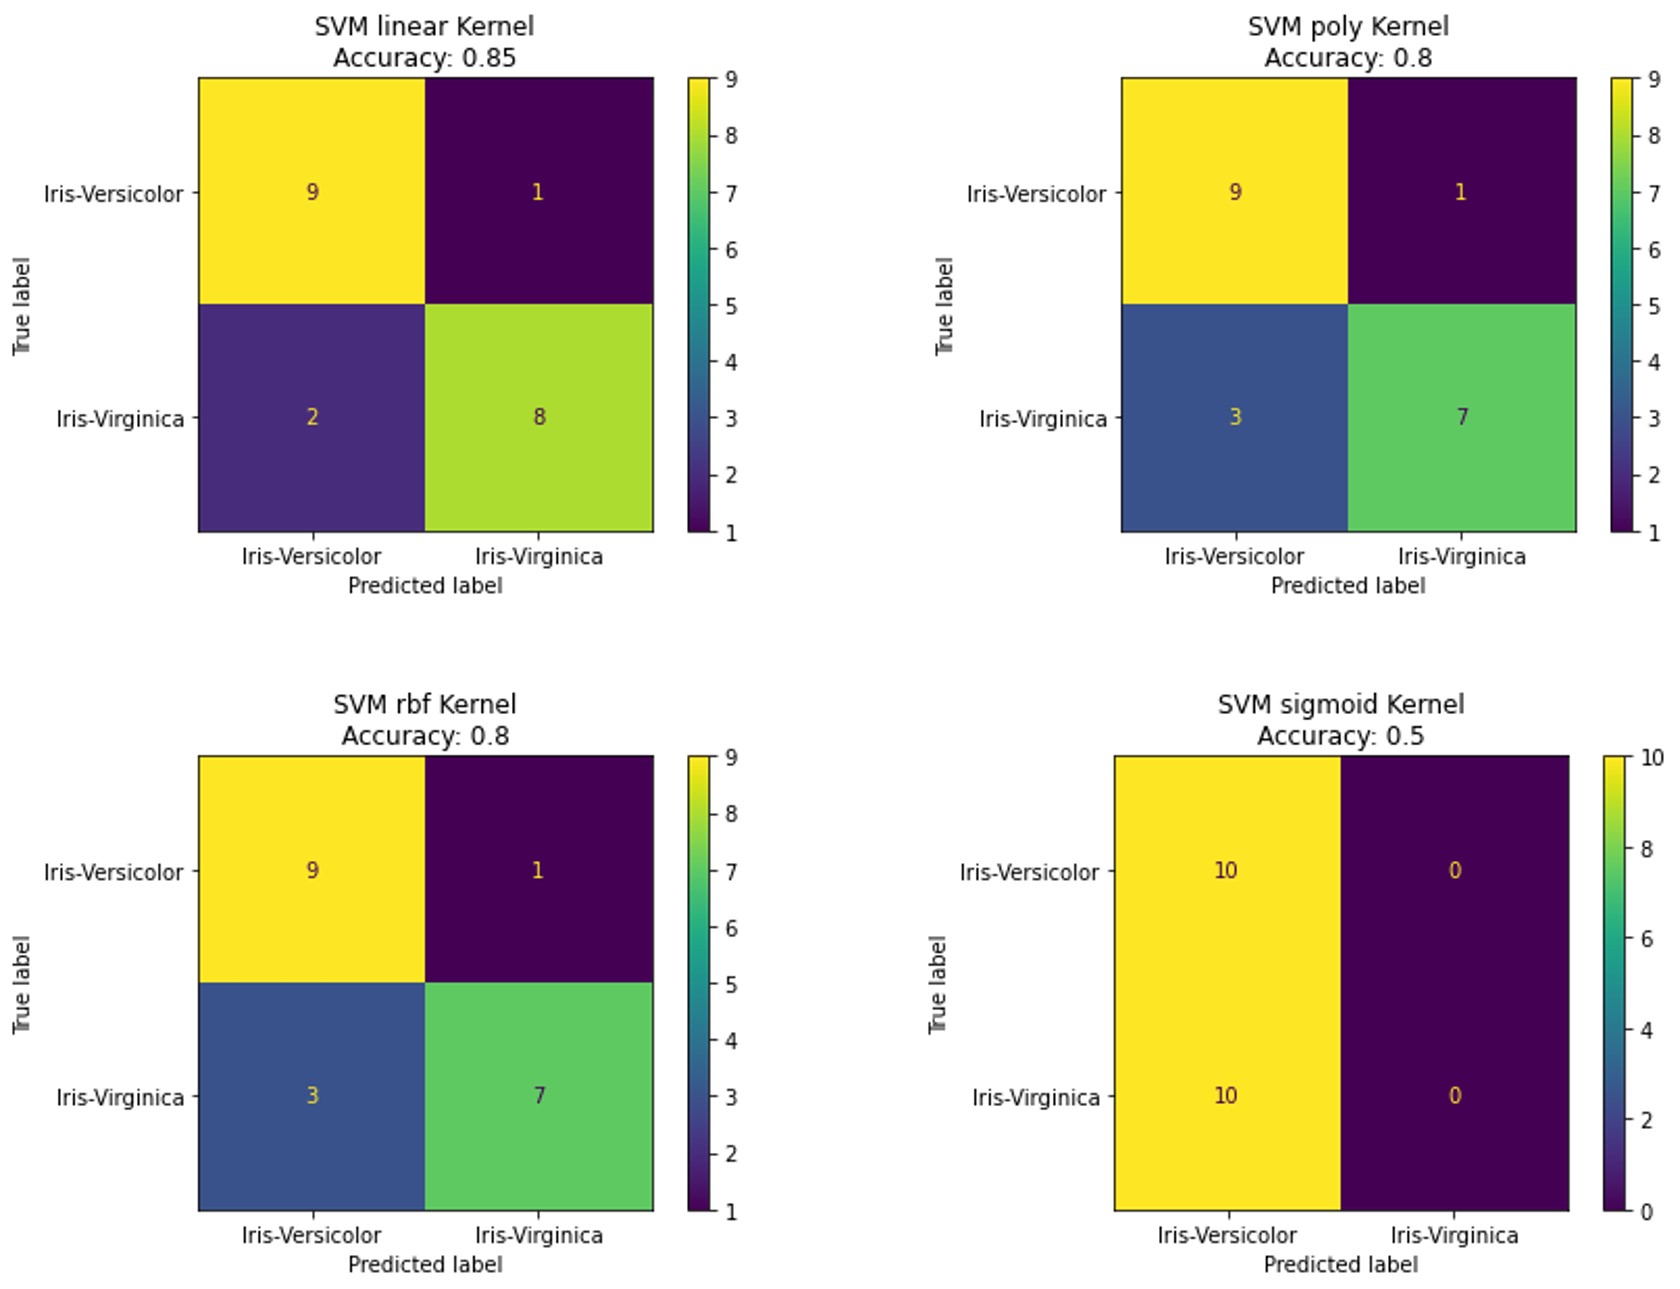 SVM linear Kernel
Accuracy: 0.85
9
8
7
6
5
4
3
2
1
Iris-Versicolor
Iris-Virginica
True label
9 1
2 8
Iris-Versicolor Iris-Virginica
Predicted label
SVM poly Kernel
Accuracy: 0.8
9
8
7
6
5
4
3
2
1
Iris-Versicolor
Iris-Virginica
True label
9 1
3 7
Iris-Versicolor Iris-Virginica
Predicted label
SVM rbf Kernel
Accuracy: 0.8
9
8
7
6
5
4
3
2
1
Iris-Versicolor
Iris-Virginica
True label
9 1
3 7
Iris-Versicolor Iris-Virginica
Predicted label
SVM sigmoid Kernel
Accuracy: 0.5
10
8
6
4
2
0
Iris-Versicolor
Iris-Virginica
True label
10 0
10 0
Iris-Versicolor Iris-Virginica
Predicted label